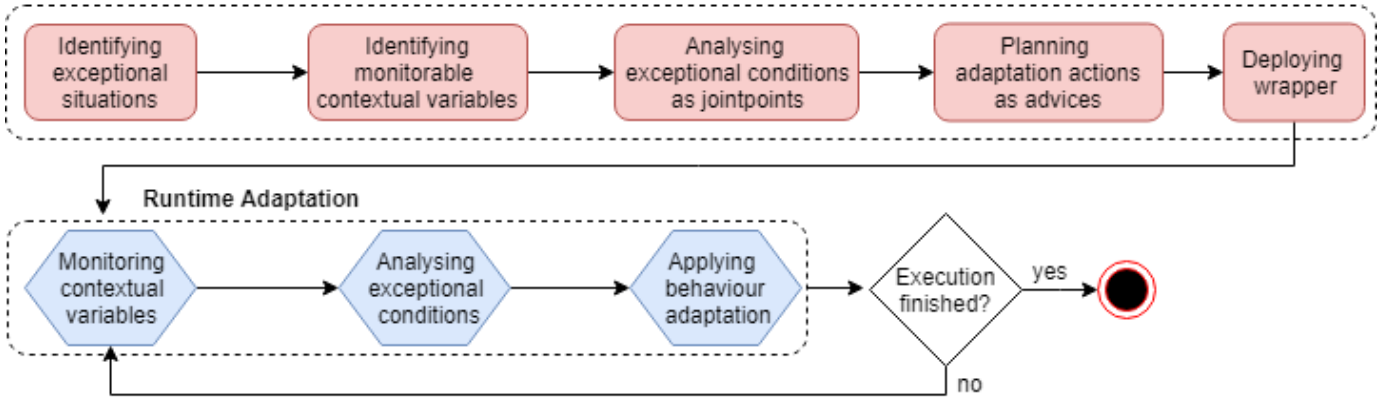 Identifying
exceptional
situations
Identifying
monitorable
contextual variables
Analysing
exceptional conditions
as jointpoints
Planning
adaptation actions
as advices
Deploying
wrapper
Runtime Adaptation
Monitoring
contextual
variables
Analysing
exceptional
conditions
Applying
behaviour
adaptation
Execution
finished?
yes
no